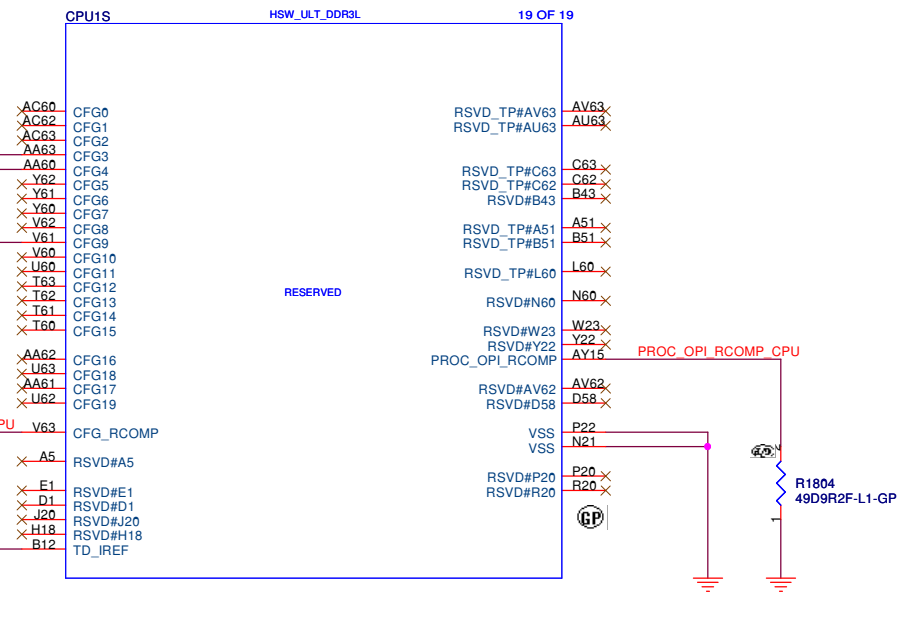 CPU1S HSW_ULT_DDR3L 19 OF 19
AC60 CFG0 RSVD_TP#AV63 AV63
AC62 CFG1 RSVD_TP#AU63 AU63
AC63 CFG2
AA63 CFG3
AA60 CFG4 RSVD_TP#C63 C63
Y62 CFG5 RSVD_TP#C62 C62
Y61 CFG6 RSVD#B43 B43
Y60 CFG7
V62 CFG8 RSVD_TP#A51 A51
V61 CFG9 RSVD_TP#B51 B51
V60 CFG10
U60 CFG11 RSVD_TP#L60 L60
T63 CFG12
RESERVED
T62 CFG13 RSVD#N60 N60
T61 CFG14
T60 CFG15 RSVD#W23 W23
RSVD#Y22 Y22
AA62 CFG16 PROC_OPI_RCOMP AY15 PROC_OPI_RCOMP_CPU
U63 CFG18
AA61 CFG17 RSVD#AV62 AV62
U62 CFG19 RSVD#D58 D58
PU V63 CFG_RCOMP VSS P22
VSS N21
A5 RSVD#A5
RSVD#P20 P20
E1 RSVD#E1 RSVD#R20 R20
2
R1804
49D9R2F-L1-GP
1
D1 RSVD#D1
J20 RSVD#J20
GP
H18 RSVD#H18
B12 TD_IREF